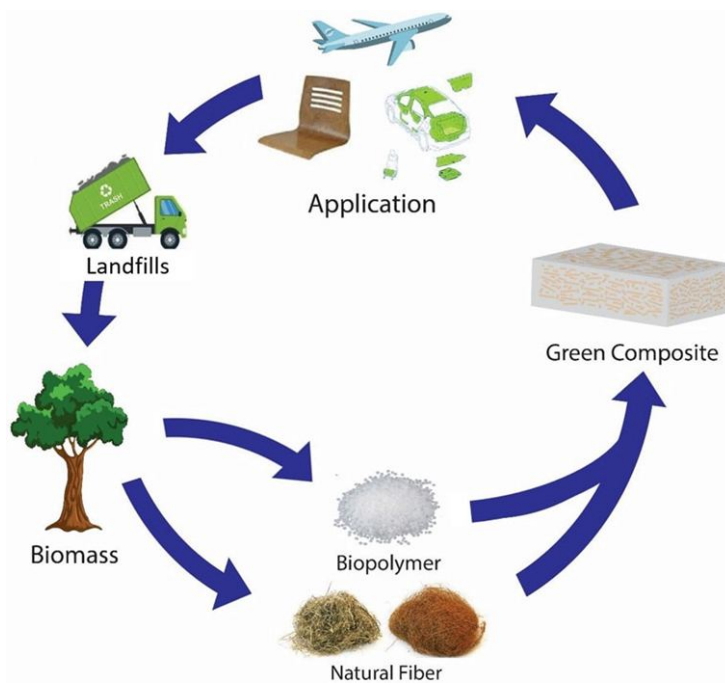 Application
TRASH
Landfills
Green Composite
Biomass
Biopolymer
Natural Fiber